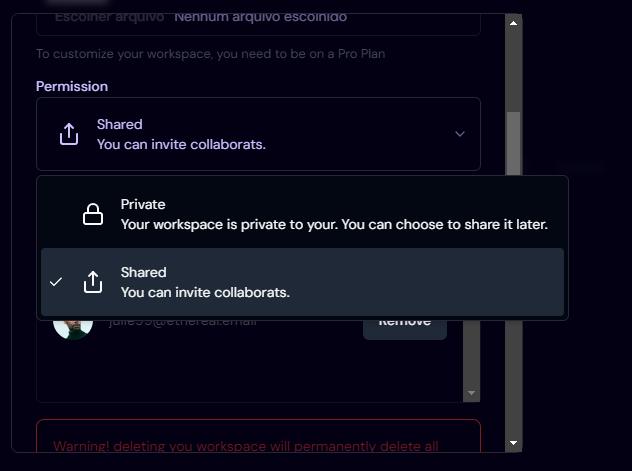 Escolher arquivo Nenhum arquivo escolhido
To customize your workspace, you need to be on a Pro Plan
Permission
Shared
You can invite collaborats.
Private
Your workspace is private to your. You can choose to share it later.
Shared
You can invite collaborats.
julie99@ethereal.email
Remove
Warning! deleting you workspace will permanently delete all